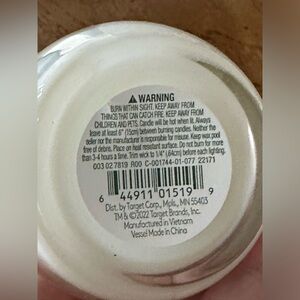 ⚠ WARNING
BURN WITHIN SIGHT. KEEP AWAY FROM
THINGS THAT CAN CATCH FIRE. KEEP AWAY FROM
CHILDREN AND PETS. Candle will be hot when lit. Always
leave at least 6" (15cm) between burning candles. Neither the
seller nor the manufacturer is responsible for misuse. Keep wax pool
free of debris. Place on heat resistant surface. Do not burn for more
than 3-4 hours a time. Trim wick to 1/4" (.64cm) before each lighting.
003 02 7819 R00 C-001744-01-077 22171
6 44911 01519 9
Dist. by Target Corp., Mpls., MN 55403
TM & ©2022 Target Brands, Inc.
Manufactured in Vietnam
Vessel Made in China